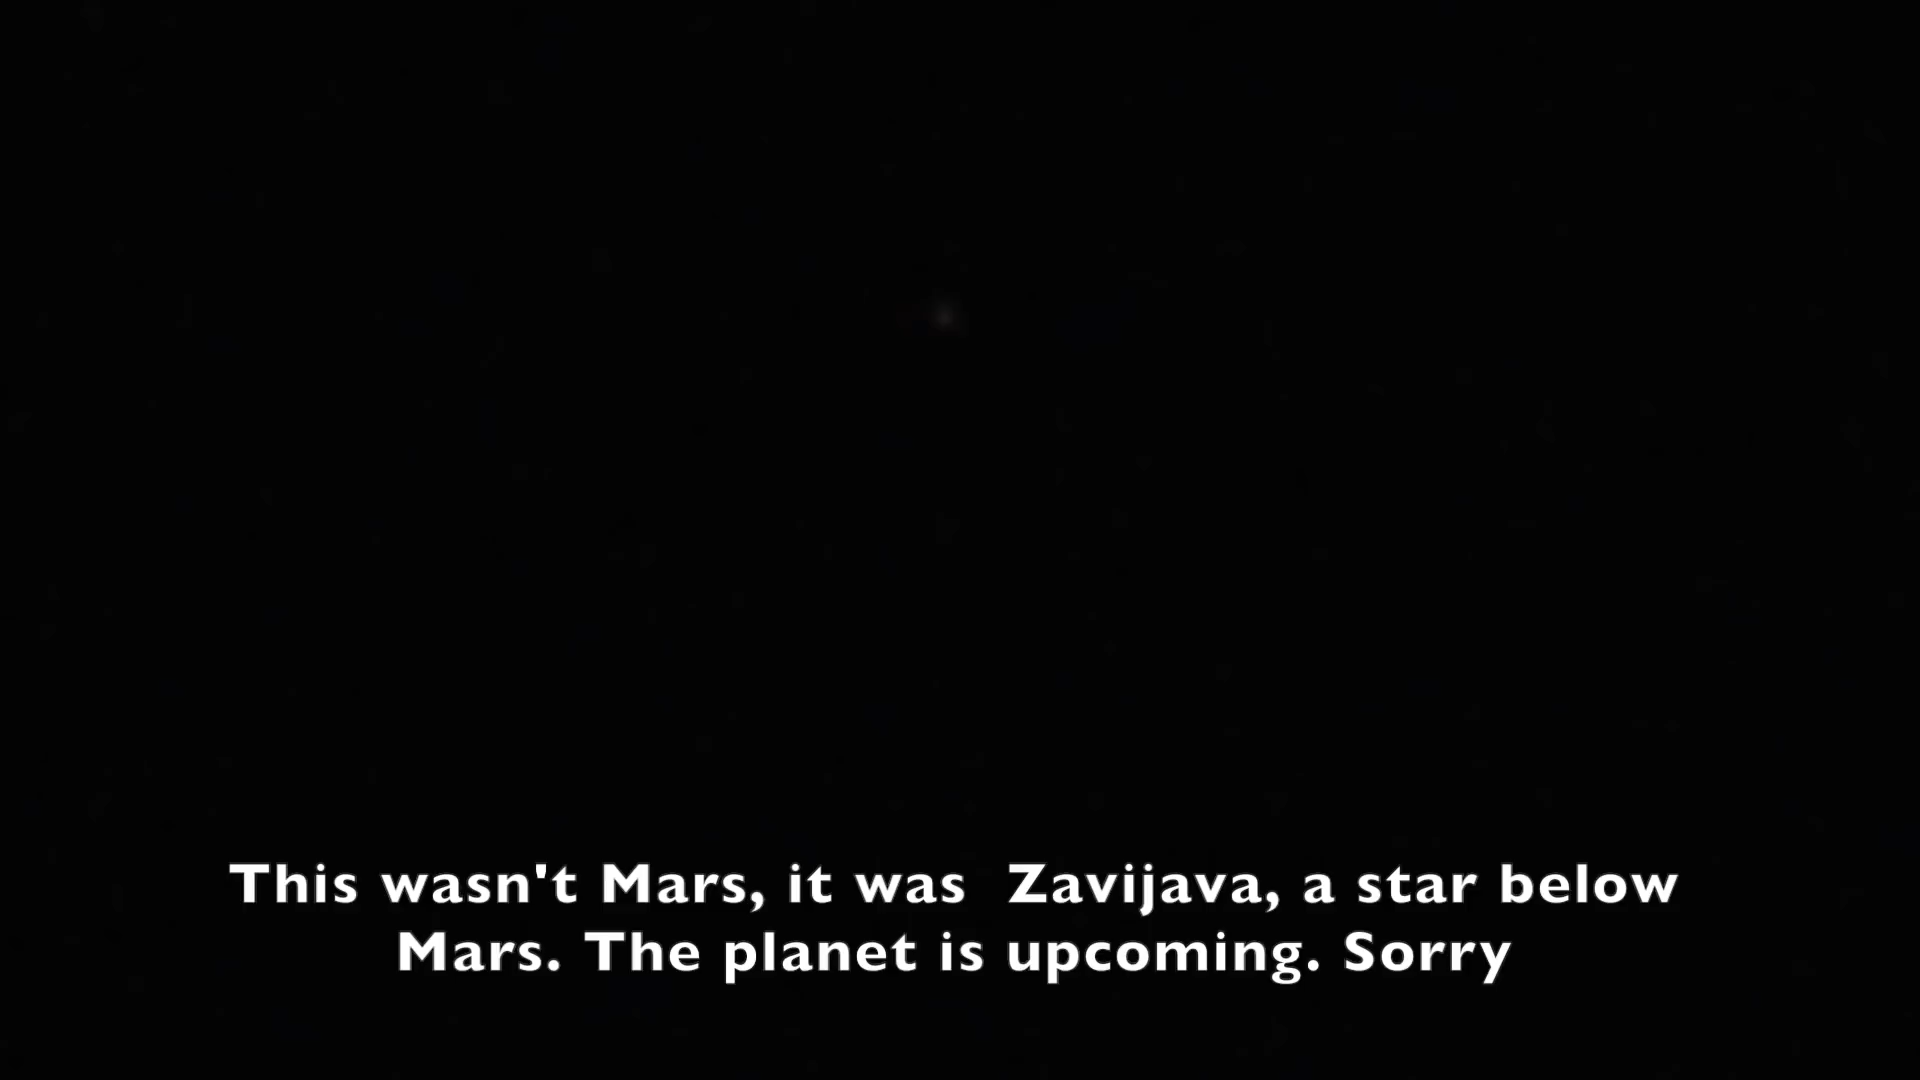 This wasn't Mars, it was  Zavijava, a star below
Mars. The planet is upcoming. Sorry